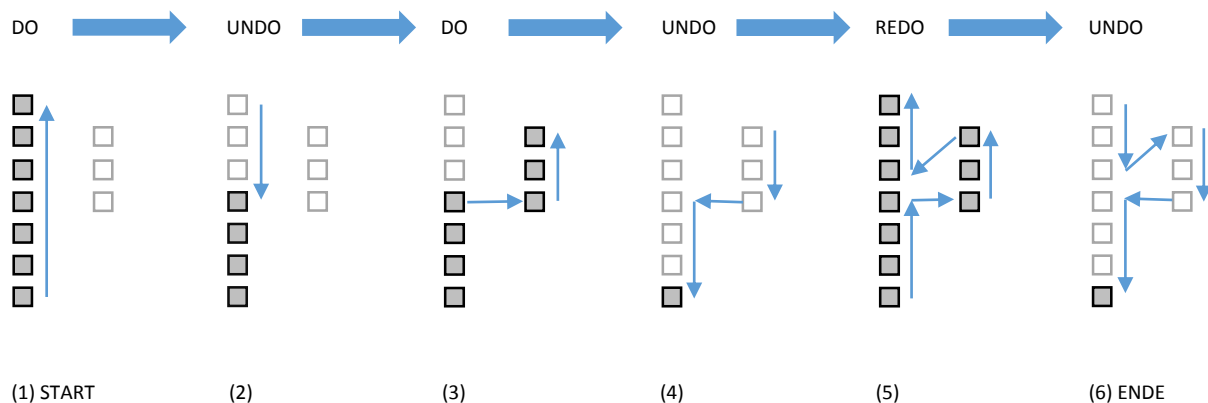 DO UNDO DO UNDO REDO UNDO
(1) START (2) (3) (4) (5) (6) ENDE